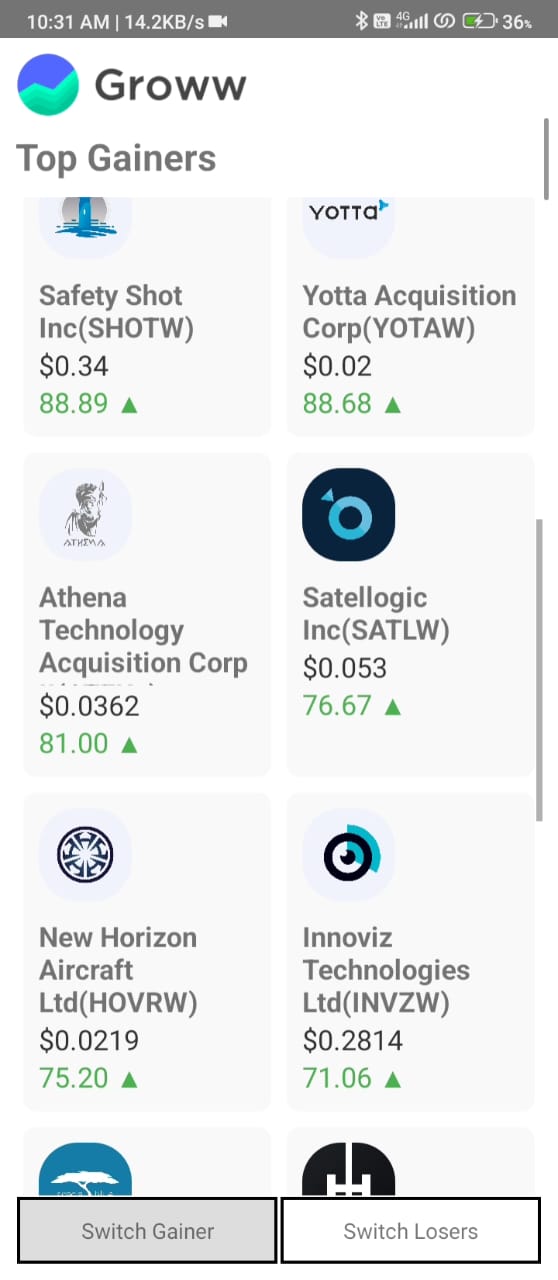 10:31 AM | 14.2KB/s
4G
36%
Groww
Top Gainers
YOTTA
Safety Shot
Inc(SHOTW)
$0.34
88.89 ▲
Yotta Acquisition
Corp(YOTAW)
$0.02
88.68 ▲
ATHENA
Athena
Technology
Acquisition Corp
$0.0362
81.00 ▲
Satellogic
Inc(SATLW)
$0.053
76.67 ▲
New Horizon
Aircraft
Ltd(HOVRW)
$0.0219
75.20 ▲
Innoviz
Technologies
Ltd(INVZW)
$0.2814
71.06 ▲
Switch Gainer
Switch Losers